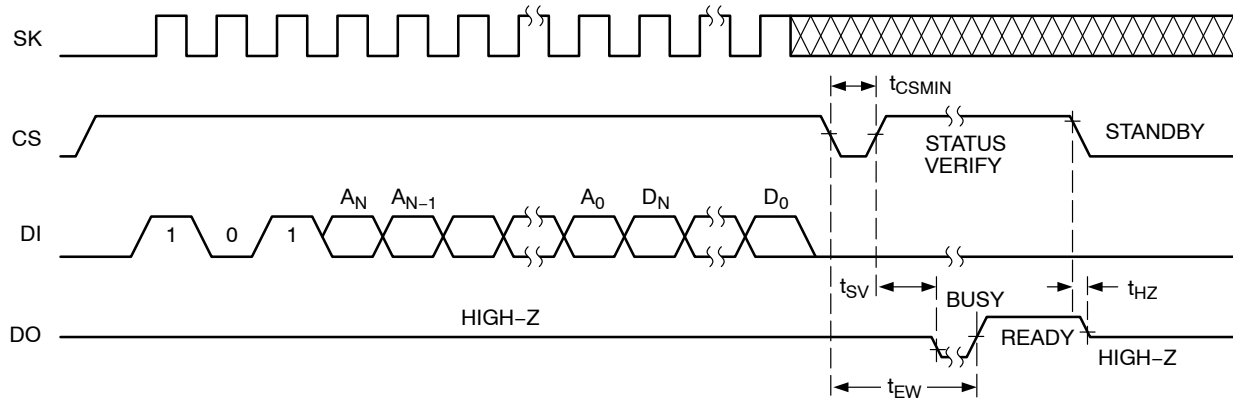 SK
tCSMIN
CS
STATUS
VERIFY
STANDBY
AN AN−1 A0 DN D0
DI
1 0 1
tSV
BUSY
tHZ
HIGH−Z
DO
READY
HIGH−Z
tEW